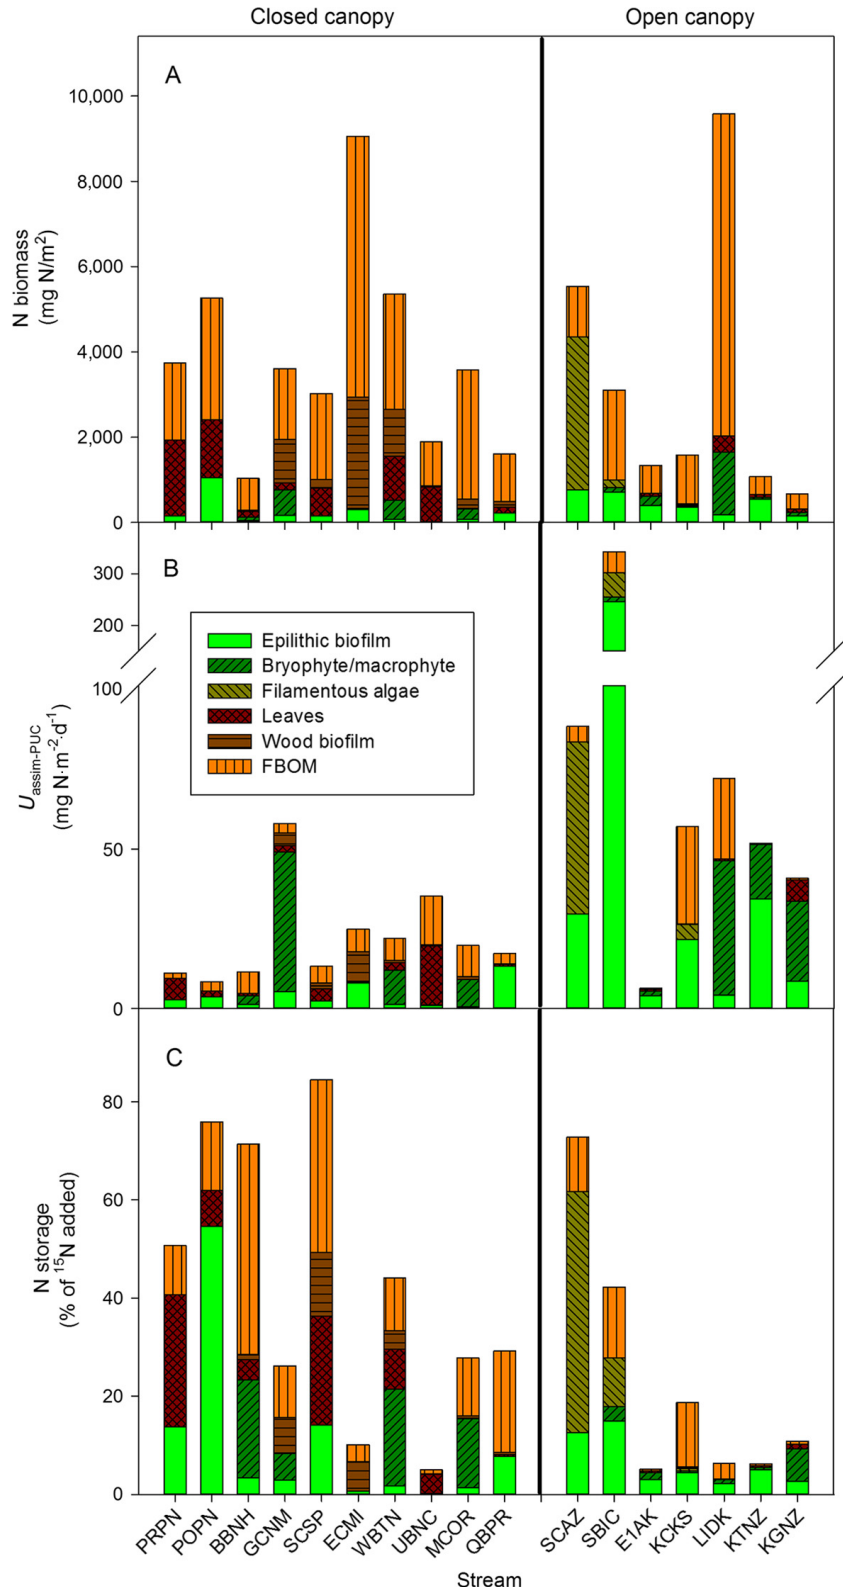 Closed canopy
Open canopy
A
10,000
8,000
6,000
4,000
2,000
0
N biomass
(mg N/m²)
B
300
200
100
50
0
U assim-PUC
(mg N·m⁻²·d⁻¹)
Epilithic biofilm
Bryophyte/macrophyte
Filamentous algae
Leaves
Wood biofilm
FBOM
C
80
60
40
20
0
N storage
(% of ¹⁵N added)
PRPN
POPN
BBNH
GCNM
SCSP
ECMI
WBTN
UBNC
MCOR
QBPR
SCAZ
SBIC
E1AK
KCKS
LIDK
KTNZ
KGNZ
Stream